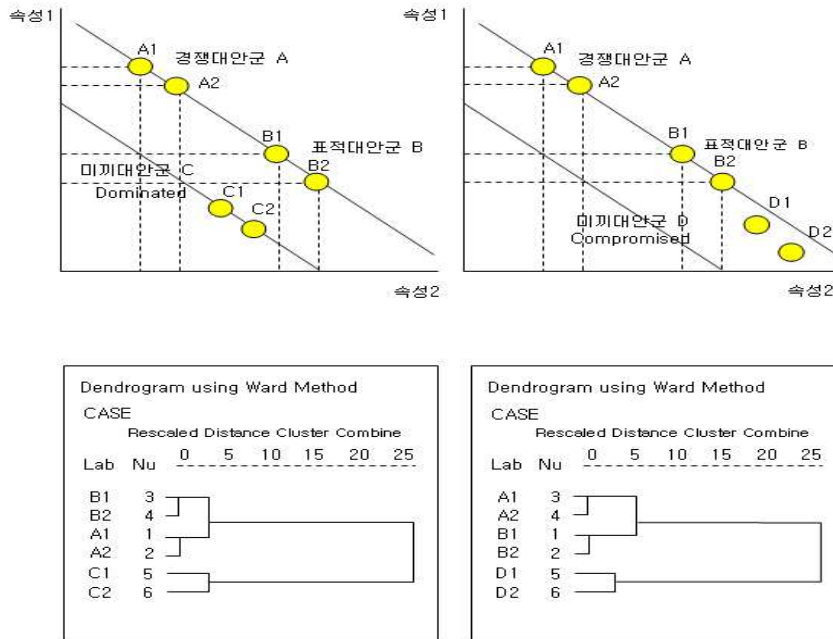 속성1
A1
경쟁대안군 A
A2
B1
표적대안군 B
B2
미끼대안군 C
Dominated
C1
C2
속성2
속성1
A1
경쟁대안군 A
A2
B1
표적대안군 B
B2
D1
미끼대안군 D
Compromised
D2
속성2
Dendrogram using Ward Method
CASE
Rescaled Distance Cluster Combine
Lab Nu 0 5 10 15 20 25
B1 3
B2 4
A1 1
A2 2
C1 5
C2 6
Dendrogram using Ward Method
CASE
Rescaled Distance Cluster Combine
Lab Nu 0 5 10 15 20 25
A1 3
A2 4
B1 1
B2 2
D1 5
D2 6